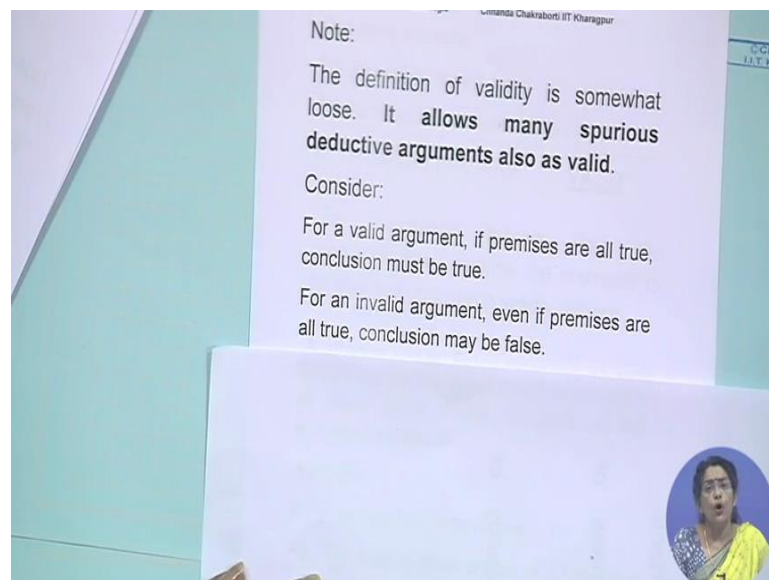 Chhanda Chakraborti IIT Kharagpur
Note:
The definition of validity is somewhat
loose. It allows many spurious
deductive arguments also as valid.
Consider:
For a valid argument, if premises are all true,
conclusion must be true.
For an invalid argument, even if premises are
all true, conclusion may be false.